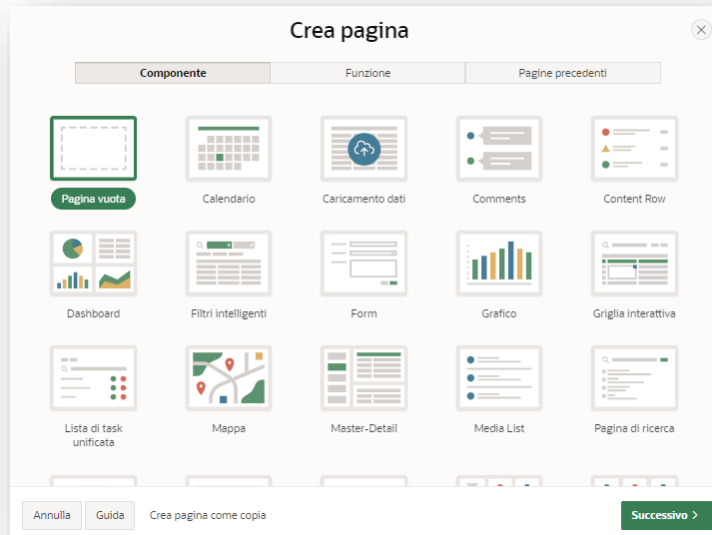 Crea pagina
Componente
Funzione
Pagine precedenti
Pagina vuota
Calendario
Caricamento dati
Comments
Content Row
Dashboard
Filtri intelligenti
Form
Grafico
Griglia interattiva
Lista di task
unificata
Mappa
Master-Detail
Media List
Pagina di ricerca
Annulla
Guida
Crea pagina come copia
Successivo